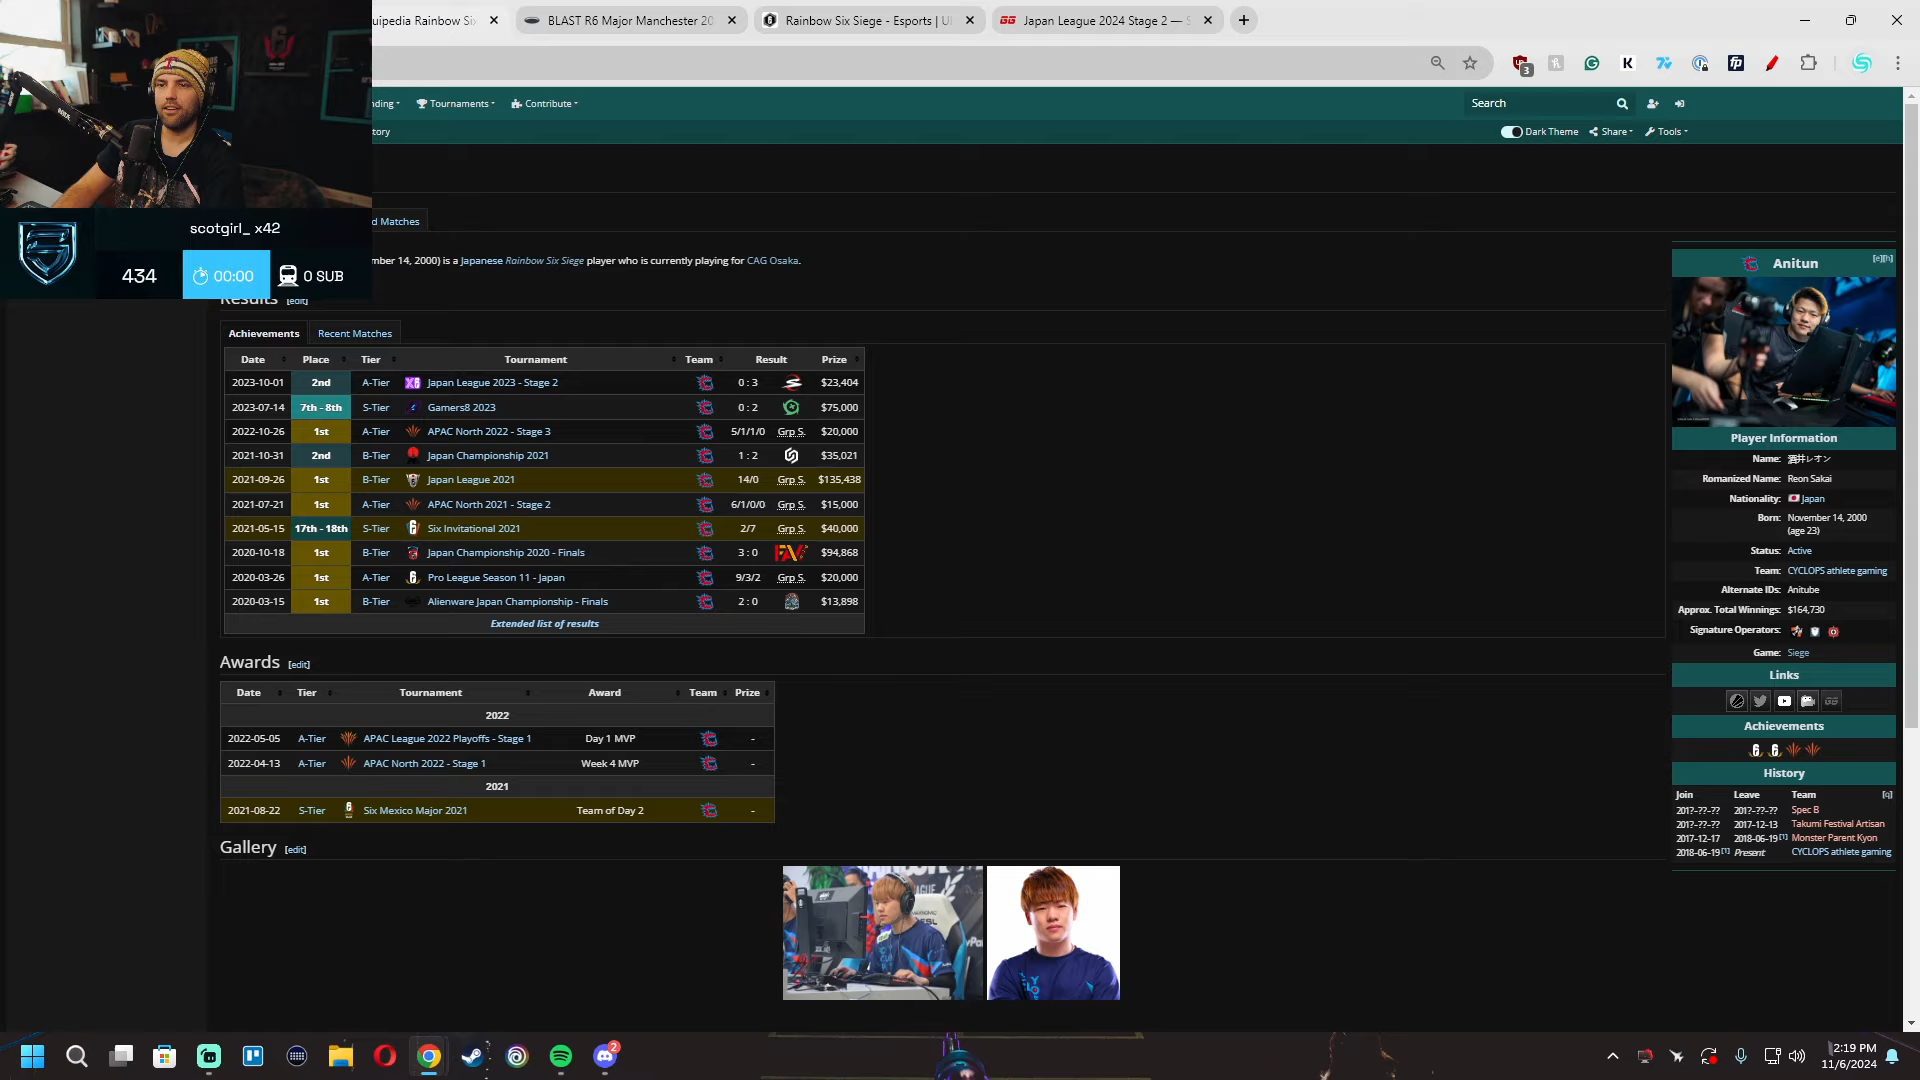 uipedia Rainbow Si
BLAST R6 Major Manchester 20
Rainbow Six Siege - Esports | U
Japan League 2024 Stage 2 — S
nding
Tournaments
Contribute
Search
tory
Dark Theme
Share
Tools
scotgirl_ x42
434
00:00
0 SUB
d Matches
mber 14, 2000) is a Japanese Rainbow Six Siege player who is currently playing for CAG Osaka.
Results [edit]
Achievements
Recent Matches
Date Place Tier Tournament Team Result Prize
2023-10-01 2nd A-Tier Japan League 2023 - Stage 2 0 : 3 $23,404
2023-07-14 7th - 8th S-Tier Gamers8 2023 0 : 2 $75,000
2022-10-26 1st A-Tier APAC North 2022 - Stage 3 5/1/1/0 Grp S. $20,000
2021-10-31 2nd B-Tier Japan Championship 2021 1 : 2 $35,021
2021-09-26 1st B-Tier Japan League 2021 14/0 Grp S. $135,438
2021-07-21 1st A-Tier APAC North 2021 - Stage 2 6/1/0/0 Grp S. $15,000
2021-05-15 17th - 18th S-Tier Six Invitational 2021 2/7 Grp S. $40,000
2020-10-18 1st B-Tier Japan Championship 2020 - Finals 3 : 0 FAV $94,868
2020-03-26 1st A-Tier Pro League Season 11 - Japan 9/3/2 Grp S. $20,000
2020-03-15 1st B-Tier Alienware Japan Championship - Finals 2 : 0 $13,898
Extended list of results
Awards [edit]
Date Tier Tournament Award Team Prize
2022
2022-05-05 A-Tier APAC League 2022 Playoffs - Stage 1 Day 1 MVP -
2022-04-13 A-Tier APAC North 2022 - Stage 1 Week 4 MVP -
2021
2021-08-22 S-Tier Six Mexico Major 2021 Team of Day 2 -
Gallery [edit]
Anitun
[e][h]
Player Information
Name: 酒井レオン
Romanized Name: Reon Sakai
Nationality: Japan
Born: November 14, 2000
(age 23)
Status: Active
Team: CYCLOPS athlete gaming
Alternate IDs: Anitube
Approx. Total Winnings: $164,730
Signature Operators:
Game: Siege
Links
Achievements
History
Join Leave Team [q]
201?-??-?? 201?-??-?? Spec B
201?-??-?? 2017-12-13 Takumi Festival Artisan
2017-12-17 2018-06-19[1] Monster Parent Kyon
2018-06-19[1] Present CYCLOPS athlete gaming
2:19 PM
11/6/2024